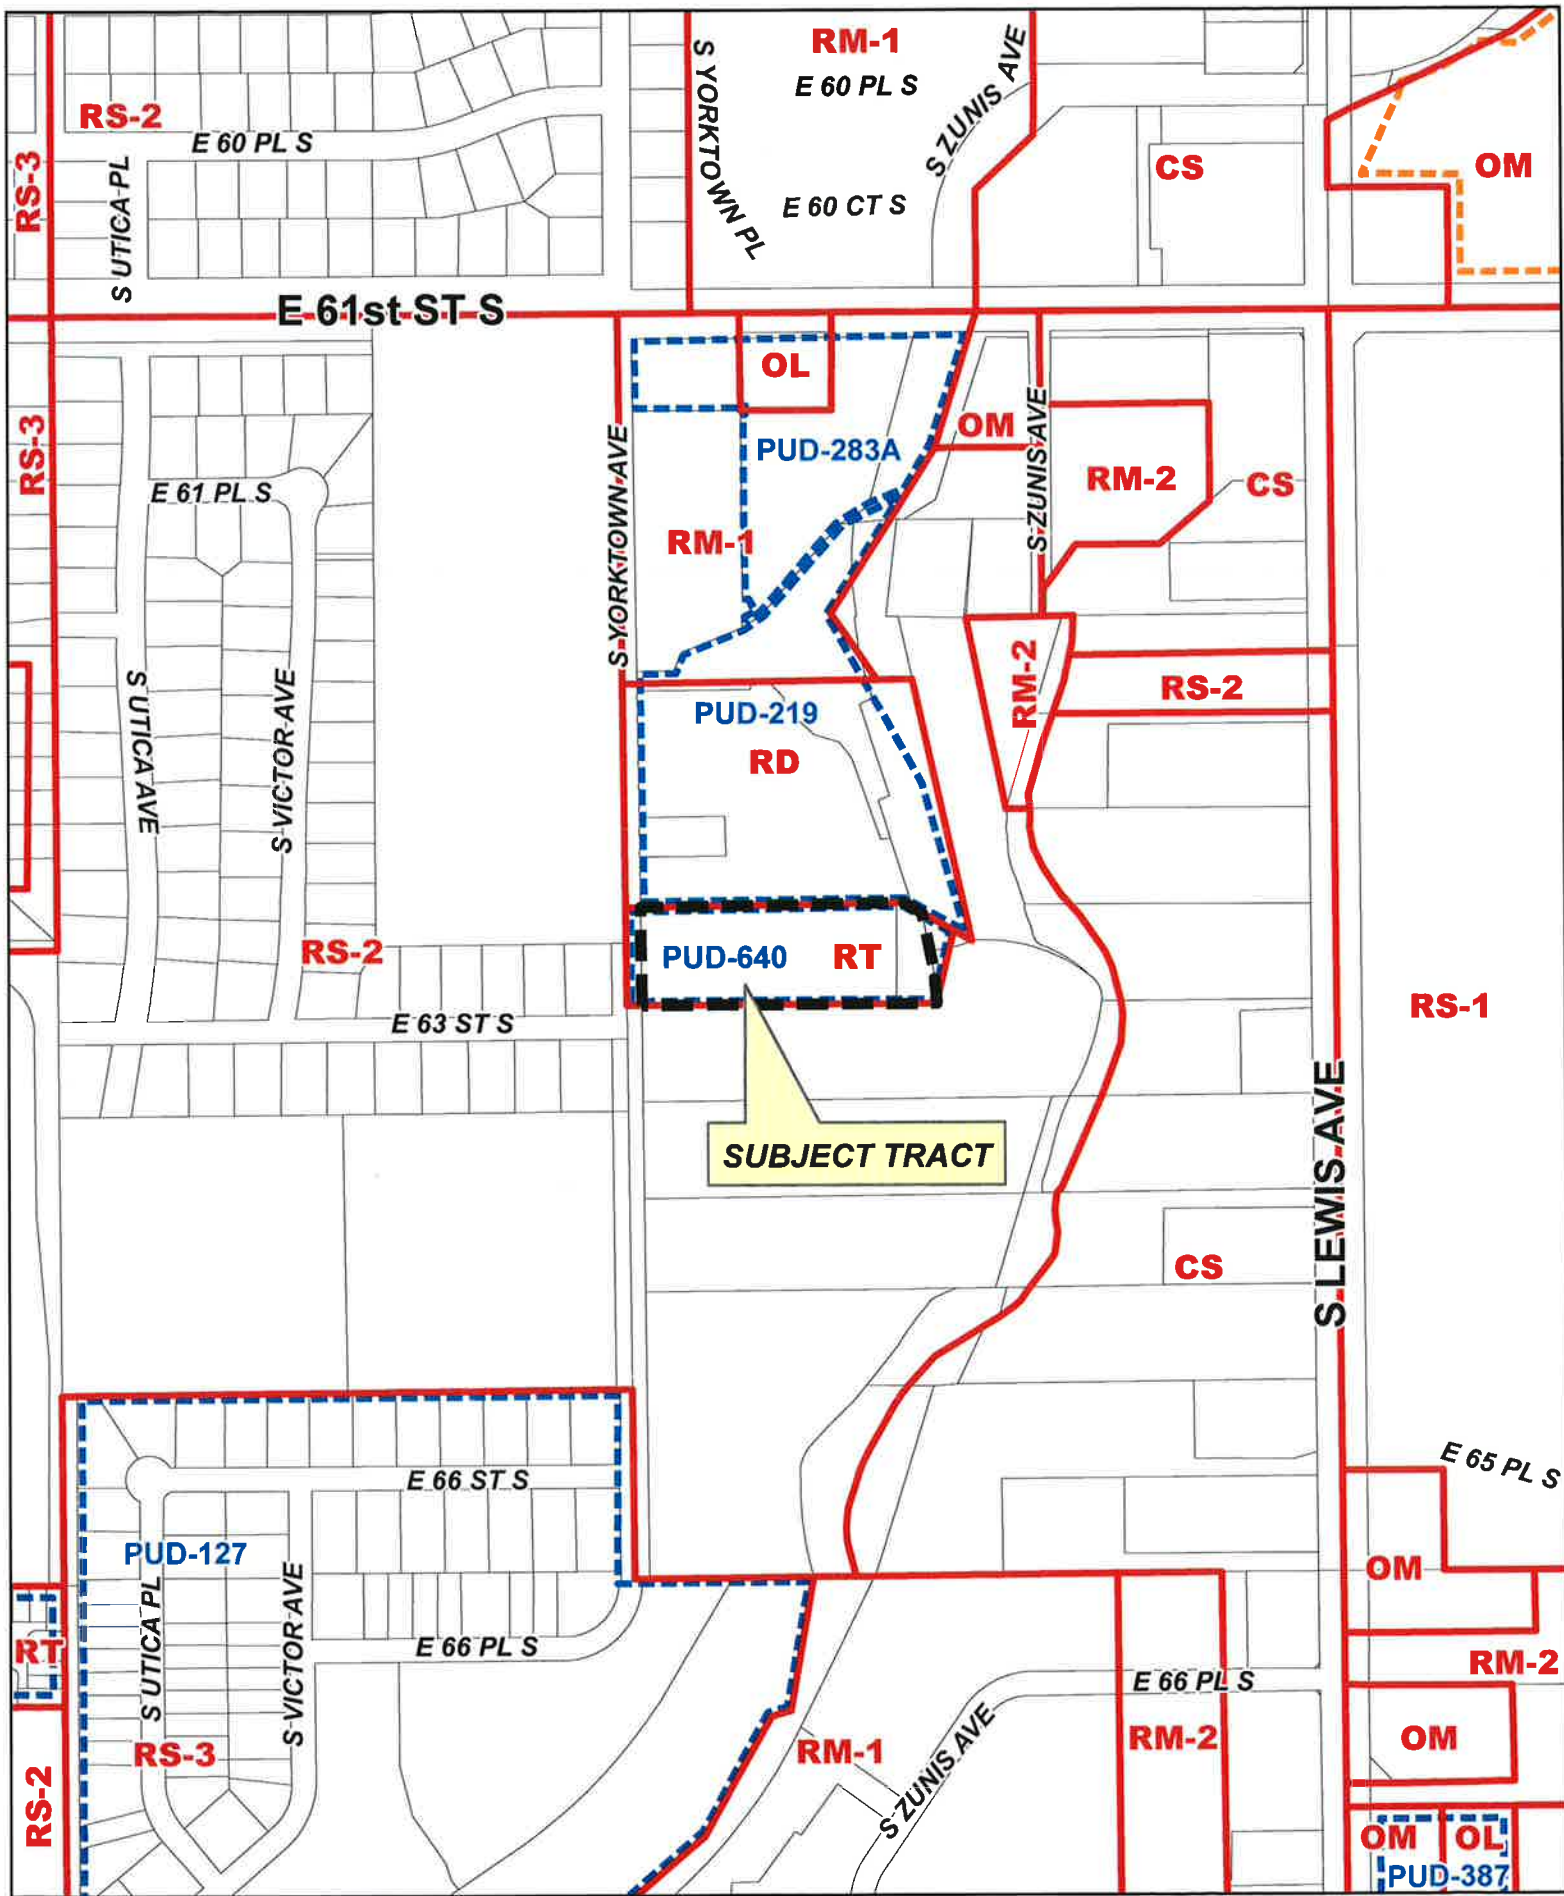 RM-1
E 60 PL S
S YORKTOWN PL
S ZUNIS AVE
RS-2
E 60 PL S
RS-3
S UTICA PL
CS
OM
E 60 CT S
E 61st ST S
OL
OM
S ZUNIS AVE
RS-3
PUD-283A
RM-2
CS
E 61 PL S
S YORKTOWN AVE
RM-1
S UTICA AVE
S VICTOR AVE
RM-2
RS-2
PUD-219
RD
RS-2
PUD-640
RT
E 63 ST S
RS-1
SUBJECT TRACT
S LEWIS AVE
CS
E 65 PL S
E 66 ST S
PUD-127
OM
S UTICA PL
S VICTOR AVE
E 66 PL S
RT
RM-2
E 66 PL S
RS-3
RM-1
S ZUNIS AVE
RM-2
OM
RS-2
OM
OL
PUD-387